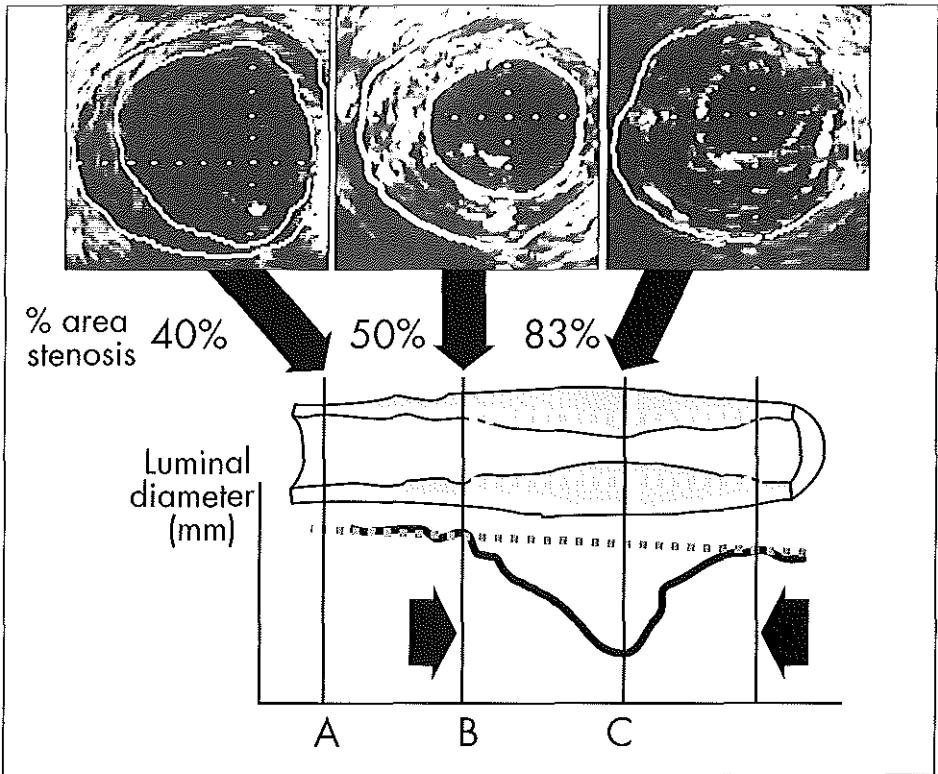 % area
stenosis 40% 50% 83%
Luminal
diameter
(mm)
A B C